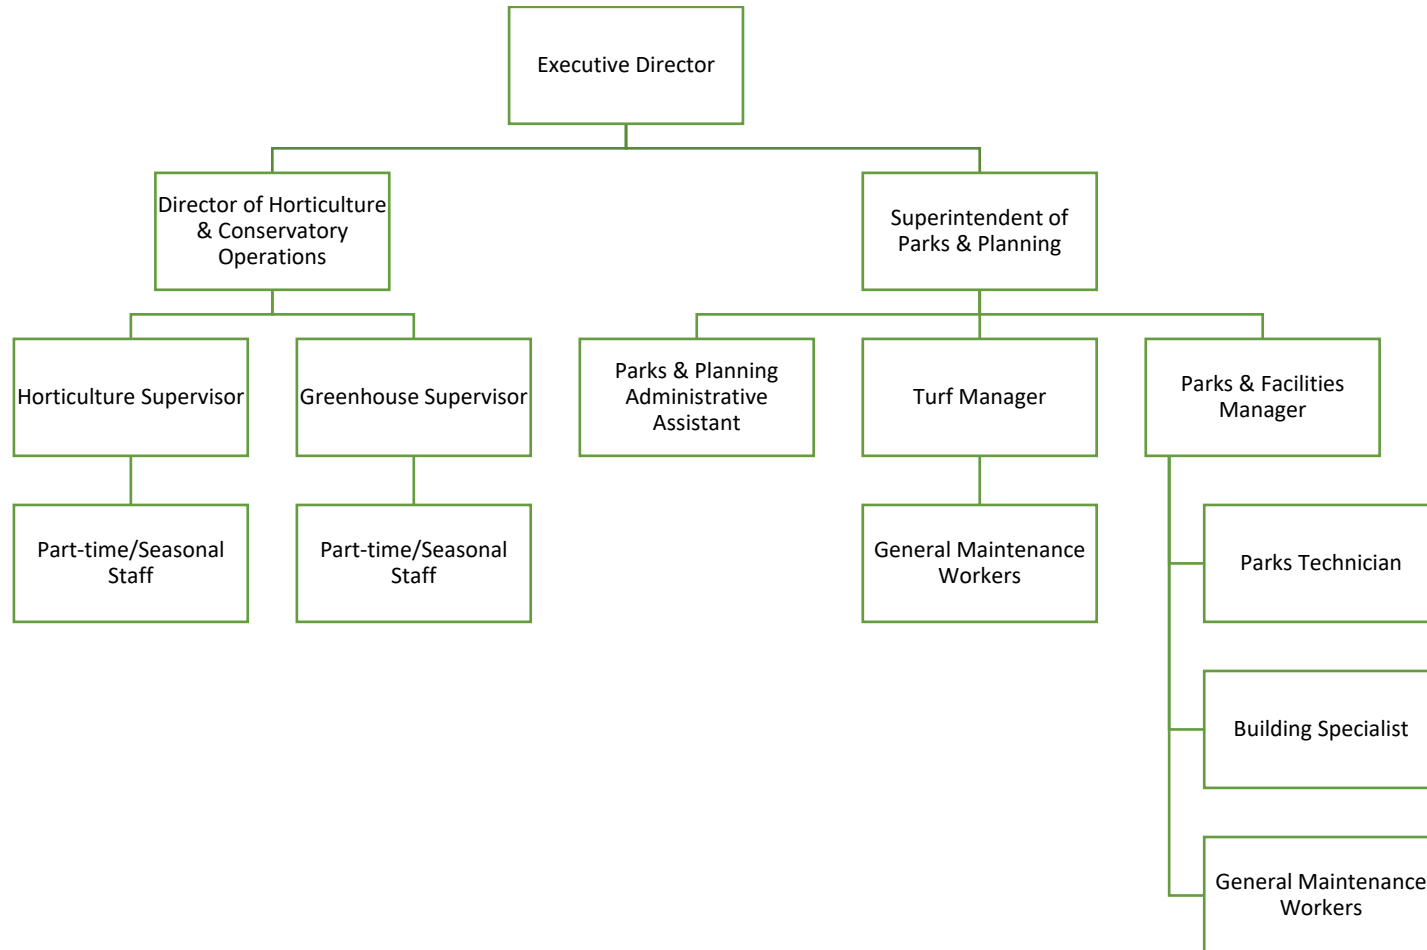 Executive Director
Director of Horticulture
& Conservatory
Operations
Superintendent of
Parks & Planning
Horticulture Supervisor
Greenhouse Supervisor
Parks & Planning
Administrative
Assistant
Turf Manager
Parks & Facilities
Manager
Part-time/Seasonal
Staff
Part-time/Seasonal
Staff
General Maintenance
Workers
Parks Technician
Building Specialist
General Maintenance
Workers